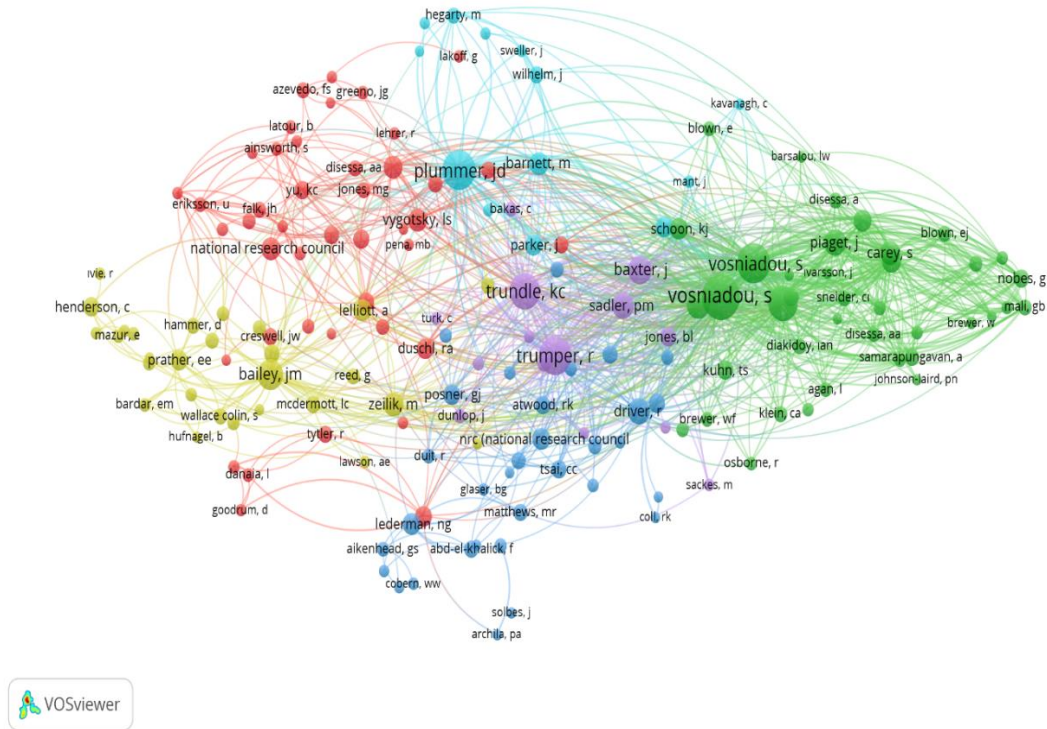 hegarty, m
lakoff, g
sweller, j
wilhelm, j
azevedo, fs
greeno, jg
kavanagh, c
latour, b
blown, e
lehrer, r
ainsworth, s
barsalou, lw
disessa, aa
plummer, jd
barnett, m
yu, kc
jones, mg
mant, j
disessa, a
eriksson, u
falk, jh
bakas, c
vygotsky, ls
schoon, kj
blown, ej
national research council
pena, mb
parker, j
piaget, j
carey, s
ivie, r
baxter, j
vosniadou, s
ivarsson, j
nobes, g
henderson, c
trundle, kc
vosniadou, s
sneider, ci
mali, gb
lelliott, a
turk, c
sadler, pm
brewer, w
mazur, e
hammer, d
creswell, jw
jones, bl
disessa, aa
prather, ee
duschl, ra
trumper, r
diakidoy, ian
samarapungavan, a
bailey, jm
reed, g
kuhn, ts
johnson-laird, pn
bardar, em
posner, gj
agan, l
wallace colin, s
mcdermott, lc
zeilik, m
dunlop, j
atwood, rk
driver, r
brewer, wf
klein, ca
hufnagel, b
tytler, r
nrc (national research council
lawson, ae
duit, r
tsai, cc
osborne, r
danaia, l
glaser, bg
sackes, m
goodrum, d
matthews, mr
coll, rk
lederman, ng
aikenhead, gs
abd-el-khalick, f
cobern, ww
solbes, j
archila, pa
VOSviewer